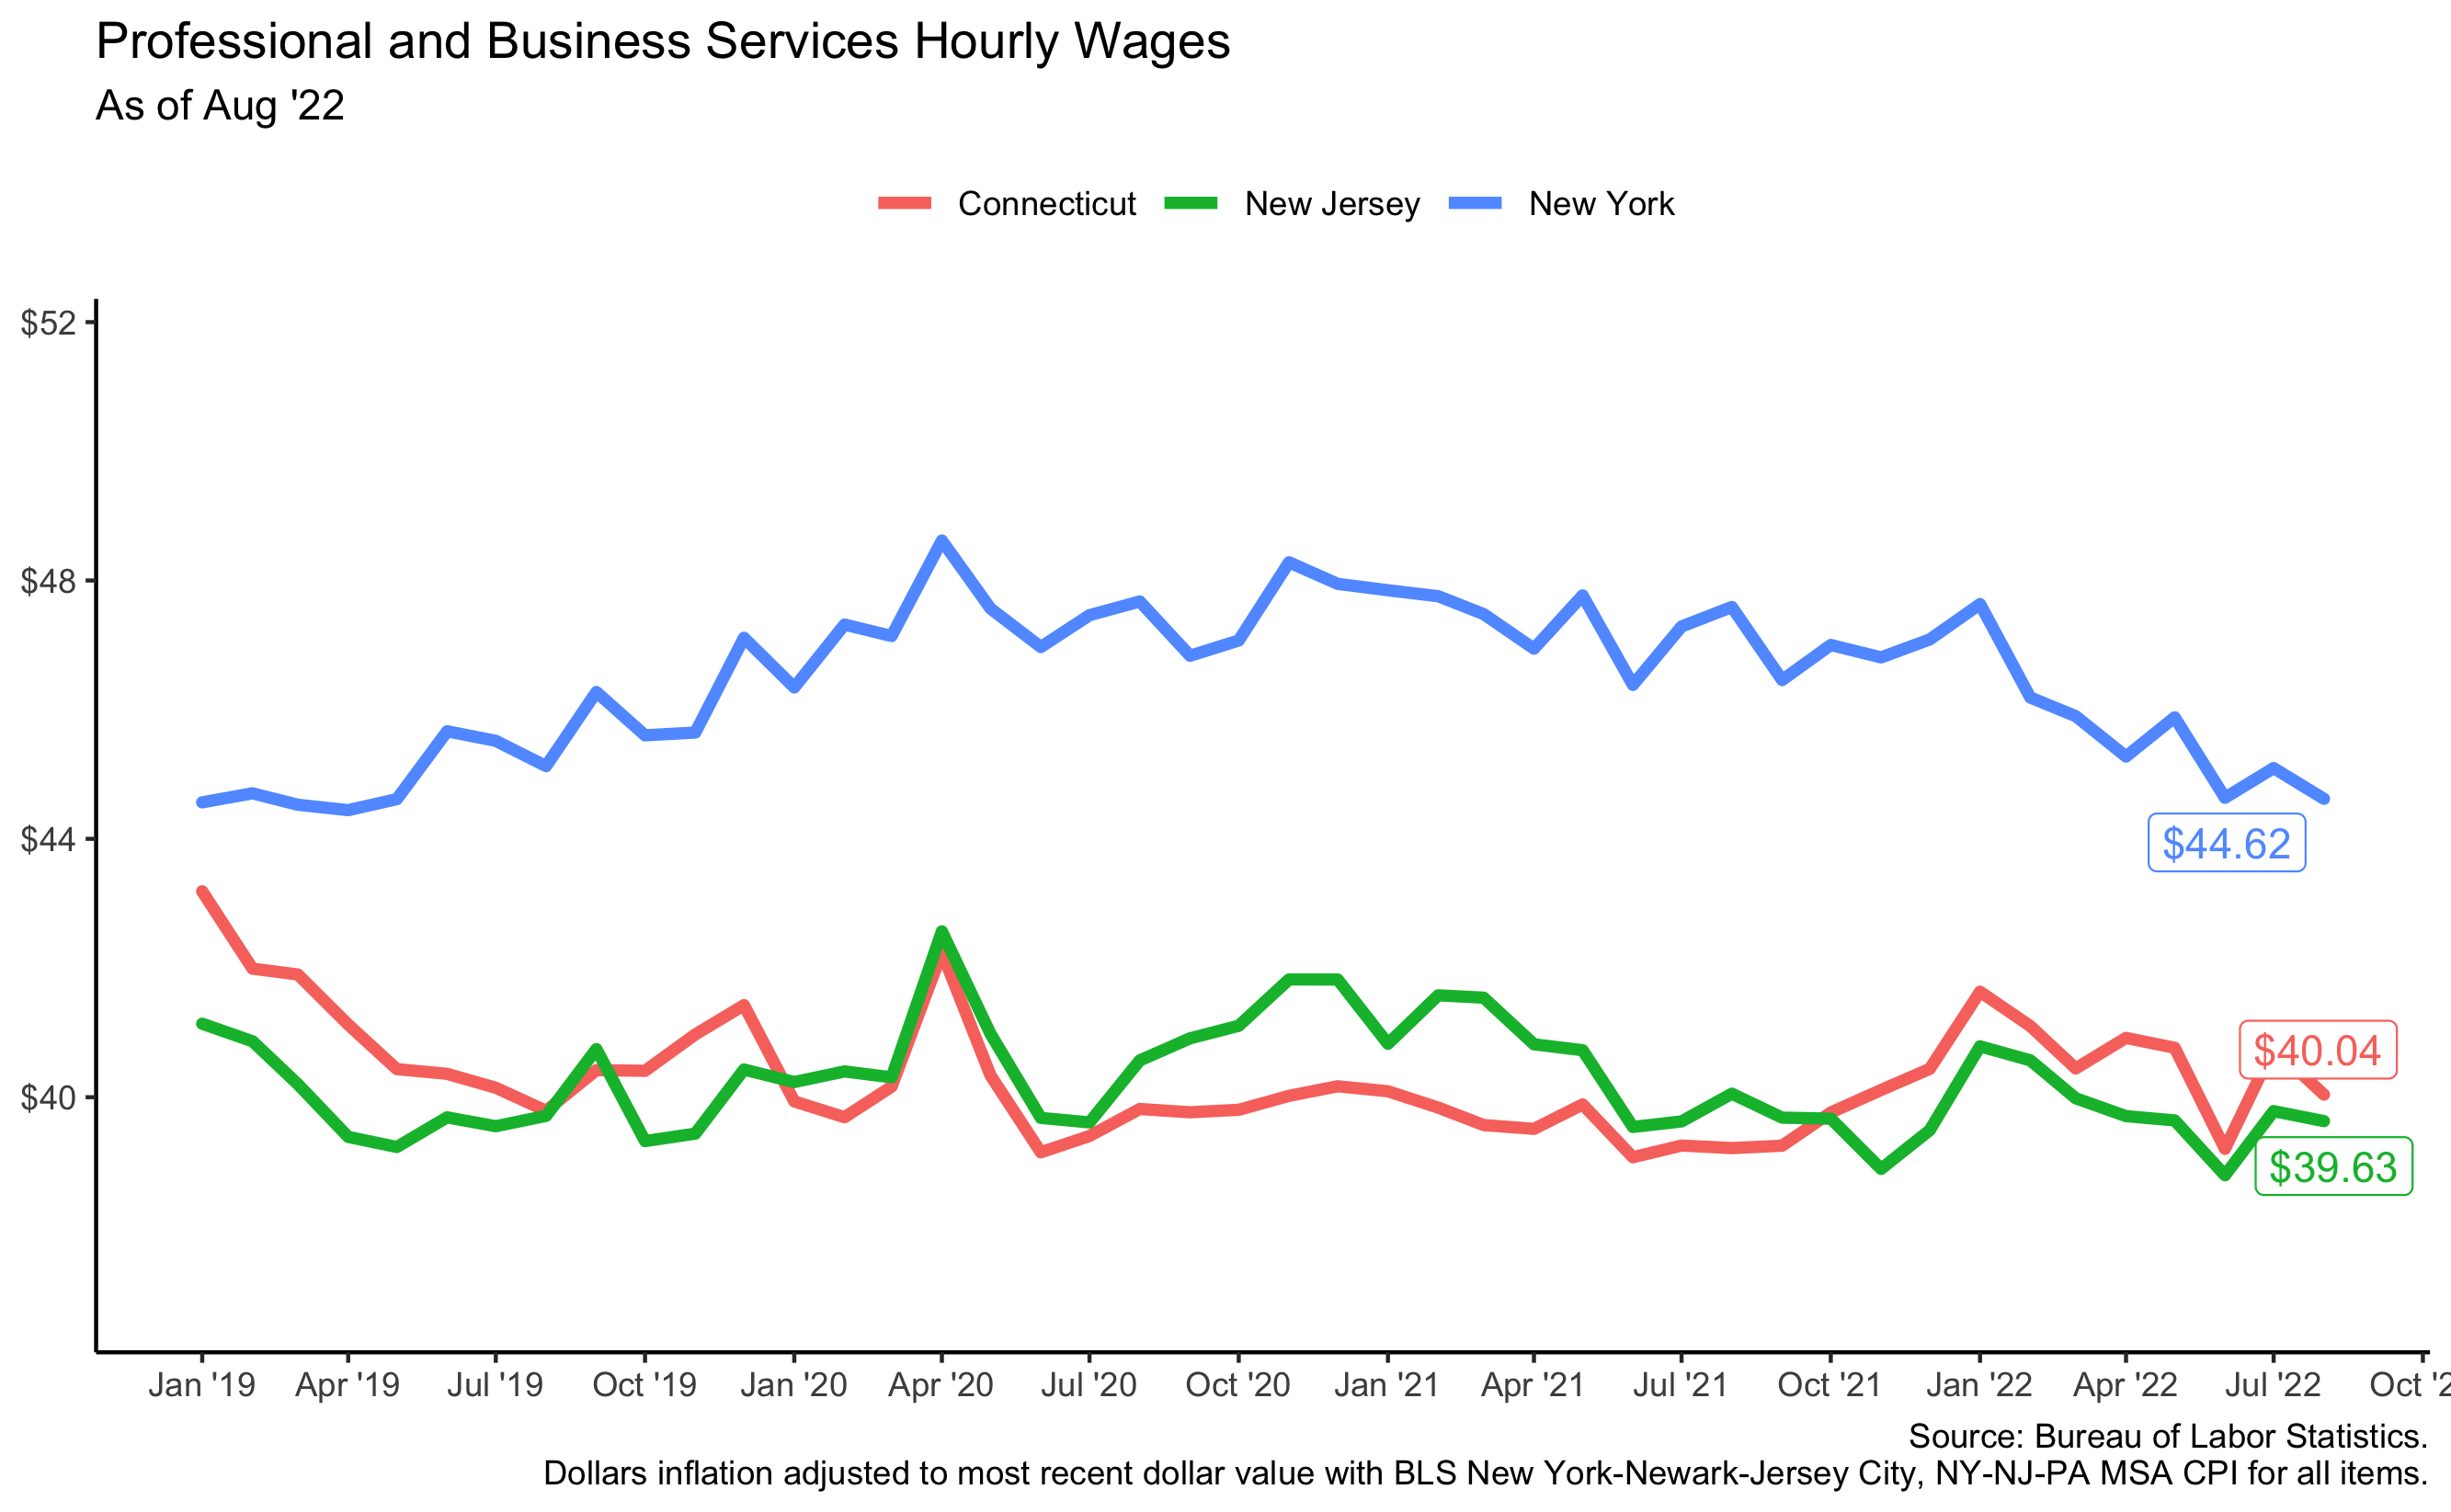 Professional and Business Services Hourly Wages
As of Aug '22
Connecticut New Jersey New York
$52
$48
$44
$40
$44.62
$40.04
$39.63
Jan '19 Apr '19 Jul '19 Oct '19 Jan '20 Apr '20 Jul '20 Oct '20 Jan '21 Apr '21 Jul '21 Oct '21 Jan '22 Apr '22 Jul '22 Oct
Source: Bureau of Labor Statistics.
Dollars inflation adjusted to most recent dollar value with BLS New York-Newark-Jersey City, NY-NJ-PA MSA CPI for all items.